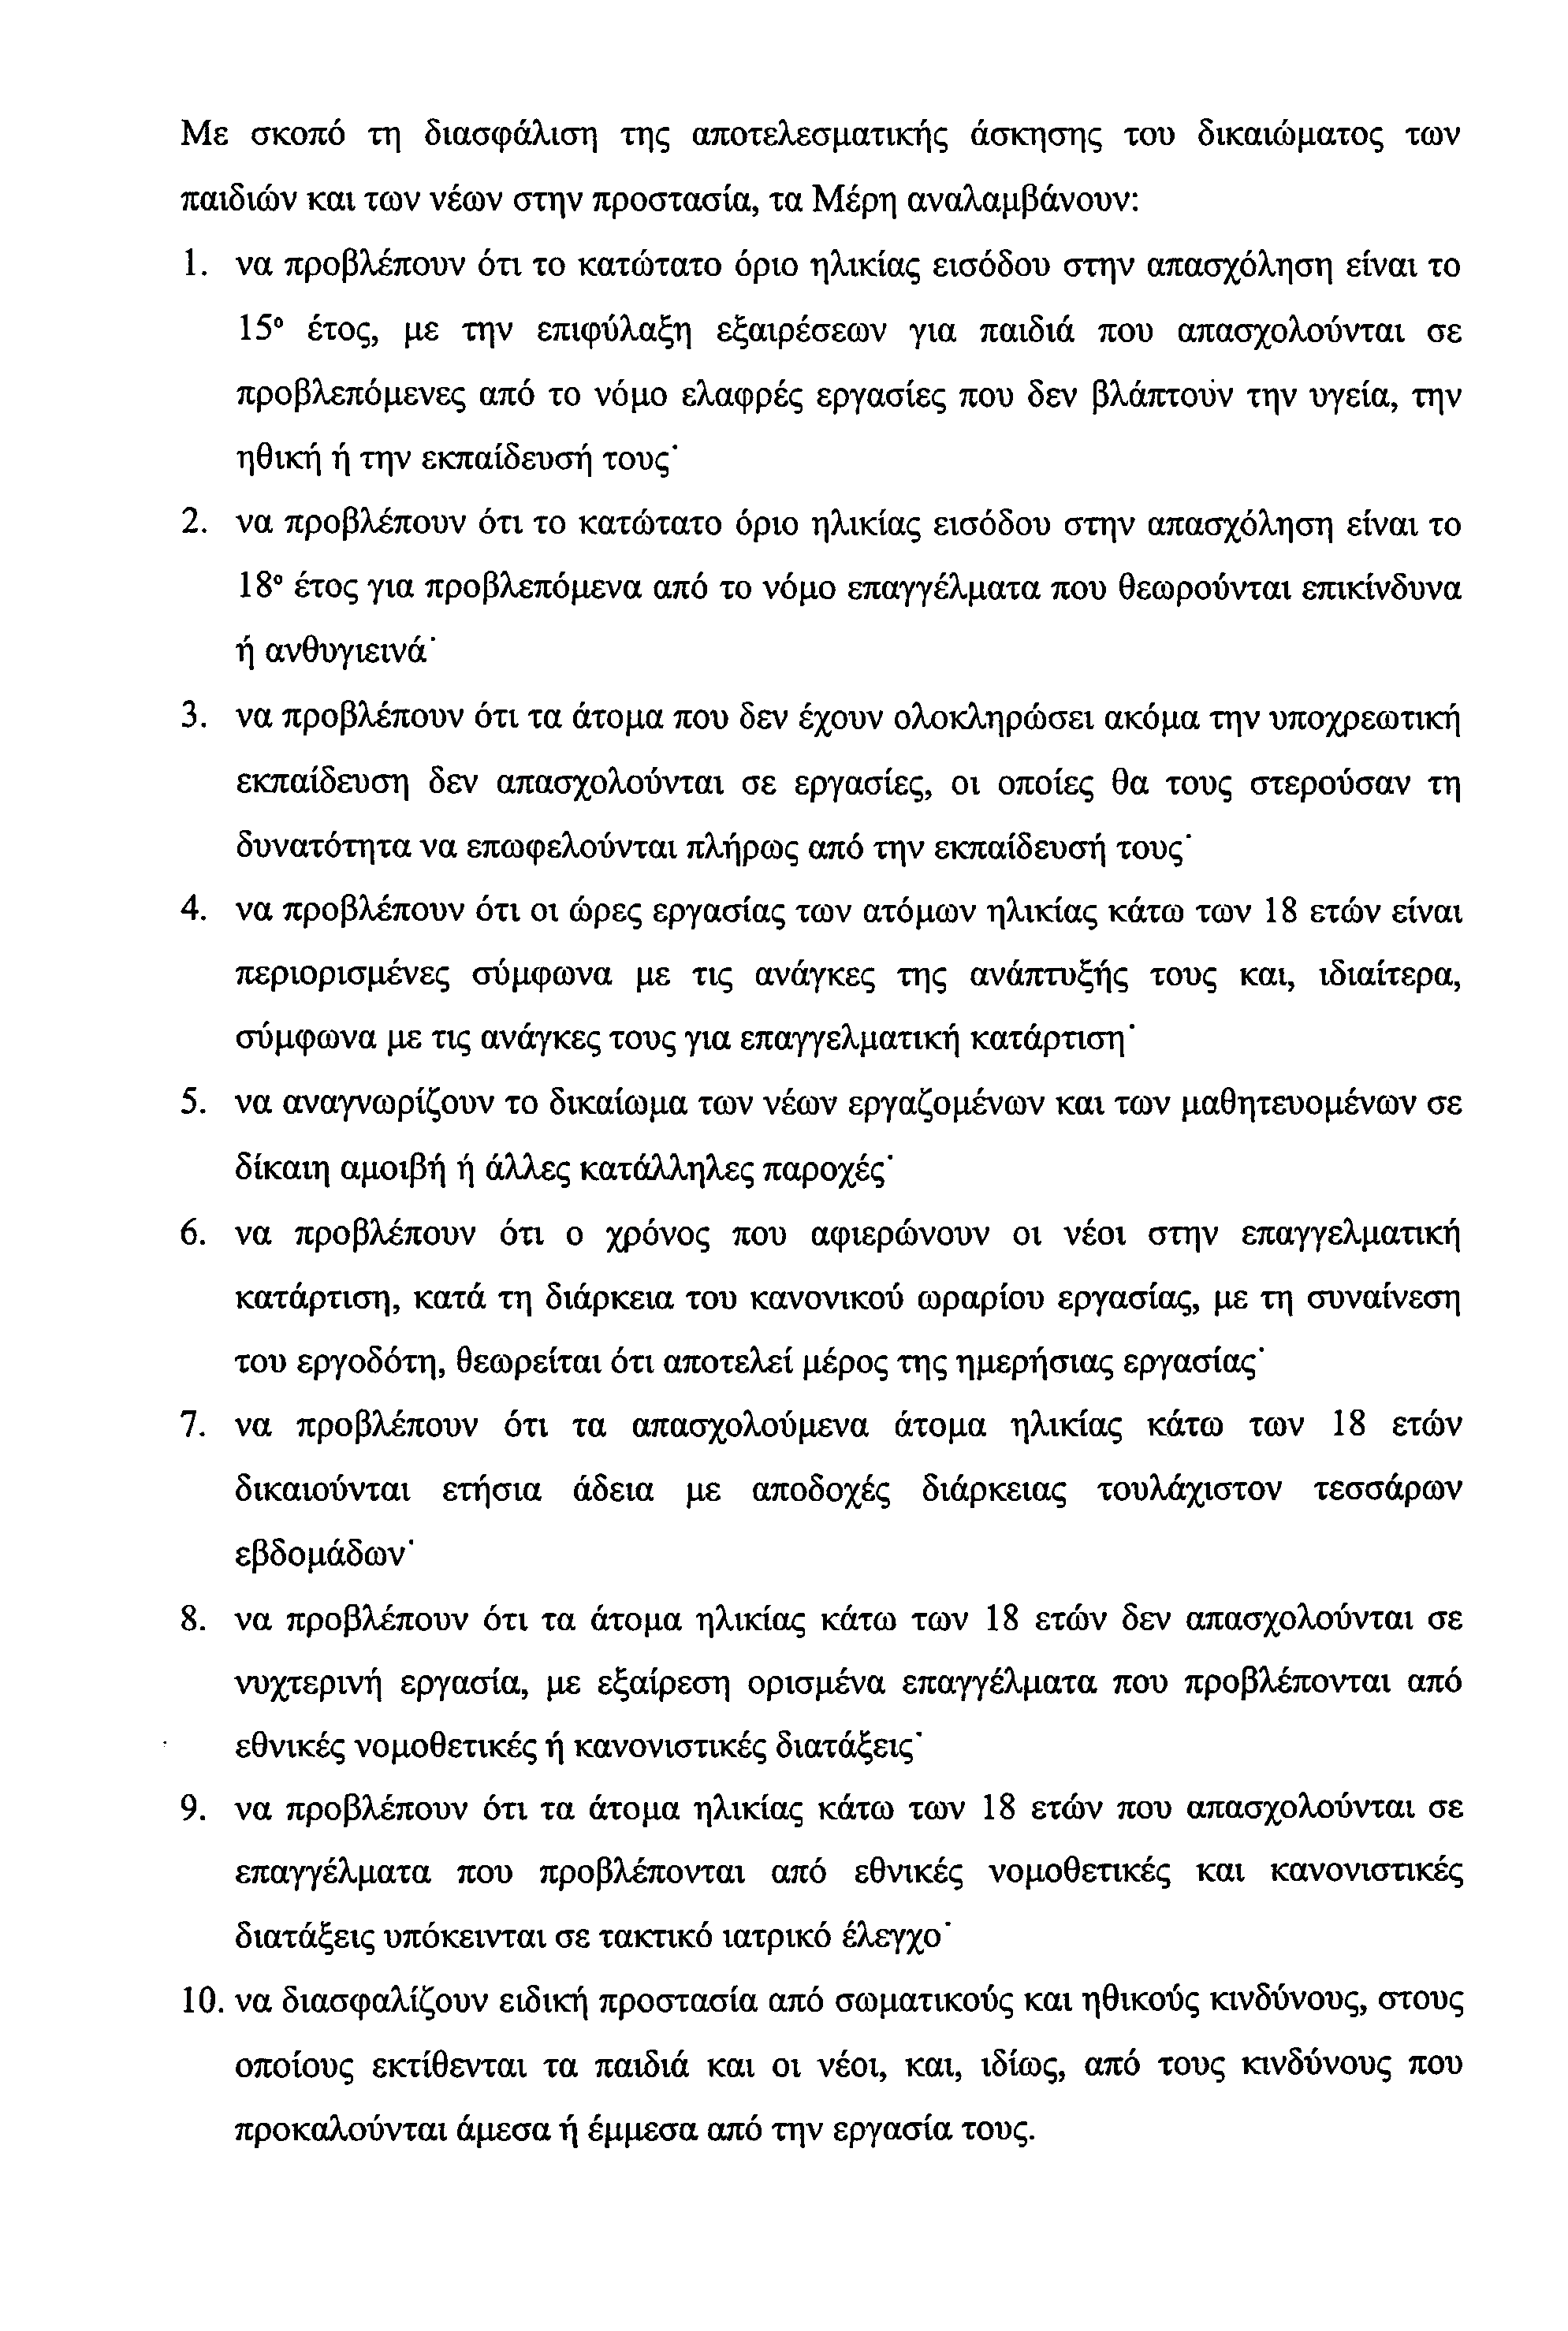 Με σκοπό τη διασφάλιση της αποτελεσματικής άσκησης του δικαιώματος των
παιδιών και των νέων στην προστασία, τα Μέρη αναλαμβάνουν:
1. να προβλέπουν ότι το κατώτατο όριο ηλικίας εισόδου στην απασχόληση είναι το
15° έτος, με την επιφύλαξη εξαιρέσεων για παιδιά που απασχολούνται σε
προβλεπόμενες από το νόμο ελαφρές εργασίες που δεν βλάπτουν την υγεία, την
ηθική ή την εκπαίδευσή τους˙
2. να προβλέπουν ότι το κατώτατο όριο ηλικίας εισόδου στην απασχόληση είναι το
18° έτος για προβλεπόμενα από το νόμο επαγγέλματα που θεωρούνται επικίνδυνα
ή ανθυγιεινά˙
3. να προβλέπουν ότι τα άτομα που δεν έχουν ολοκληρώσει ακόμα την υποχρεωτική
εκπαίδευση δεν απασχολούνται σε εργασίες, οι οποίες θα τους στερούσαν τη
δυνατότητα να επωφελούνται πλήρως από την εκπαίδευσή τους˙
4. να προβλέπουν ότι οι ώρες εργασίας των ατόμων ηλικίας κάτω των 18 ετών είναι
περιορισμένες σύμφωνα με τις ανάγκες της ανάπτυξής τους και, ιδιαίτερα,
σύμφωνα με τις ανάγκες τους για επαγγελματική κατάρτιση˙
5. να αναγνωρίζουν το δικαίωμα των νέων εργαζομένων και των μαθητευομένων σε
δίκαιη αμοιβή ή άλλες κατάλληλες παροχές˙
6. να προβλέπουν ότι ο χρόνος που αφιερώνουν οι νέοι στην επαγγελματική
κατάρτιση, κατά τη διάρκεια του κανονικού ωραρίου εργασίας, με τη συναίνεση
του εργοδότη, θεωρείται ότι αποτελεί μέρος της ημερήσιας εργασίας˙
7. να προβλέπουν ότι τα απασχολούμενα άτομα ηλικίας κάτω των 18 ετών
δικαιούνται ετήσια άδεια με αποδοχές διάρκειας τουλάχιστον τεσσάρων
εβδομάδων˙
8. να προβλέπουν ότι τα άτομα ηλικίας κάτω των 18 ετών δεν απασχολούνται σε
νυχτερινή εργασία, με εξαίρεση ορισμένα επαγγέλματα που προβλέπονται από
εθνικές νομοθετικές ή κανονιστικές διατάξεις˙
9. να προβλέπουν ότι τα άτομα ηλικίας κάτω των 18 ετών που απασχολούνται σε
επαγγέλματα που προβλέπονται από εθνικές νομοθετικές και κανονιστικές
διατάξεις υπόκεινται σε τακτικό ιατρικό έλεγχο˙
10. να διασφαλίζουν ειδική προστασία από σωματικούς και ηθικούς κινδύνους, στους
οποίους εκτίθενται τα παιδιά και οι νέοι, και, ιδίως, από τους κινδύνους που
προκαλούνται άμεσα ή έμμεσα από την εργασία τους.